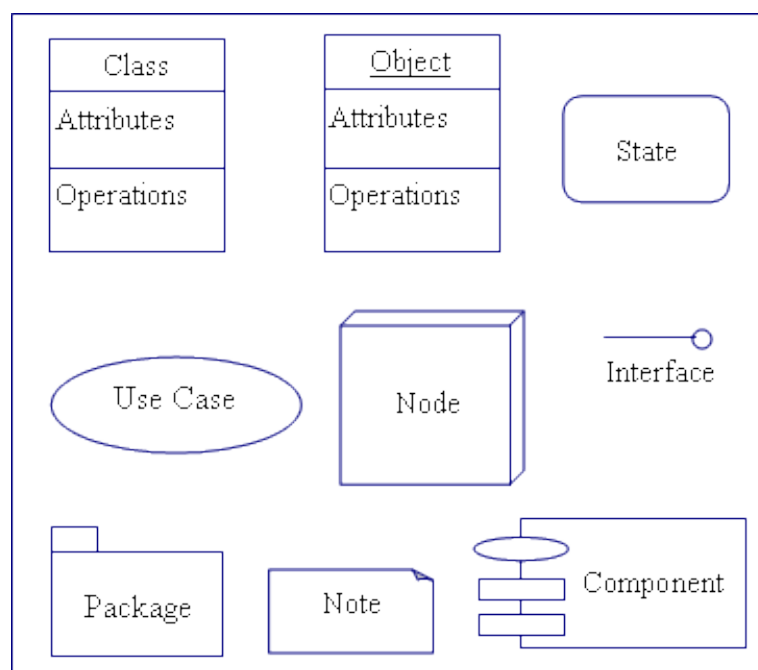 Class
Attributes
Operations
Object
Attributes
Operations
State
Use Case
Node
Interface
Package
Note
Component